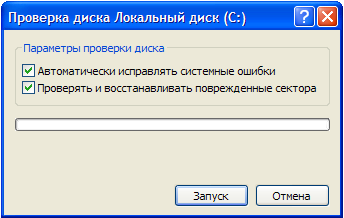 Проверка диска Локальный диск (C:)
Параметры проверки диска
Автоматически исправлять системные ошибки
Проверять и восстанавливать поврежденные сектора
Запуск
Отмена